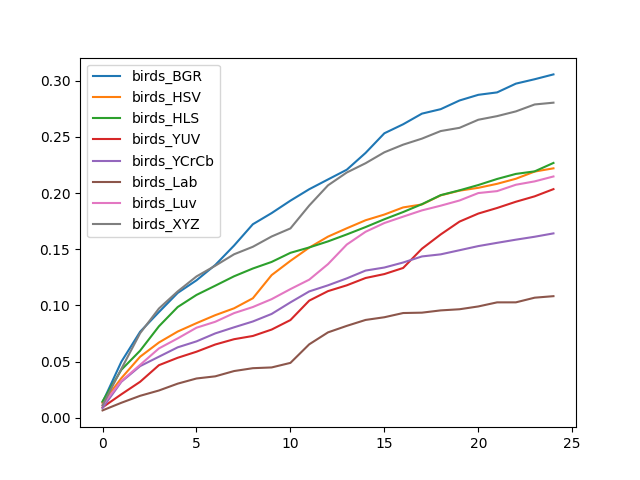 birds_BGR
birds_HSV
birds_HLS
birds_YUV
birds_YCrCb
birds_Lab
birds_Luv
birds_XYZ
0.30
0.25
0.20
0.15
0.10
0.05
0.00
0 5 10 15 20 25